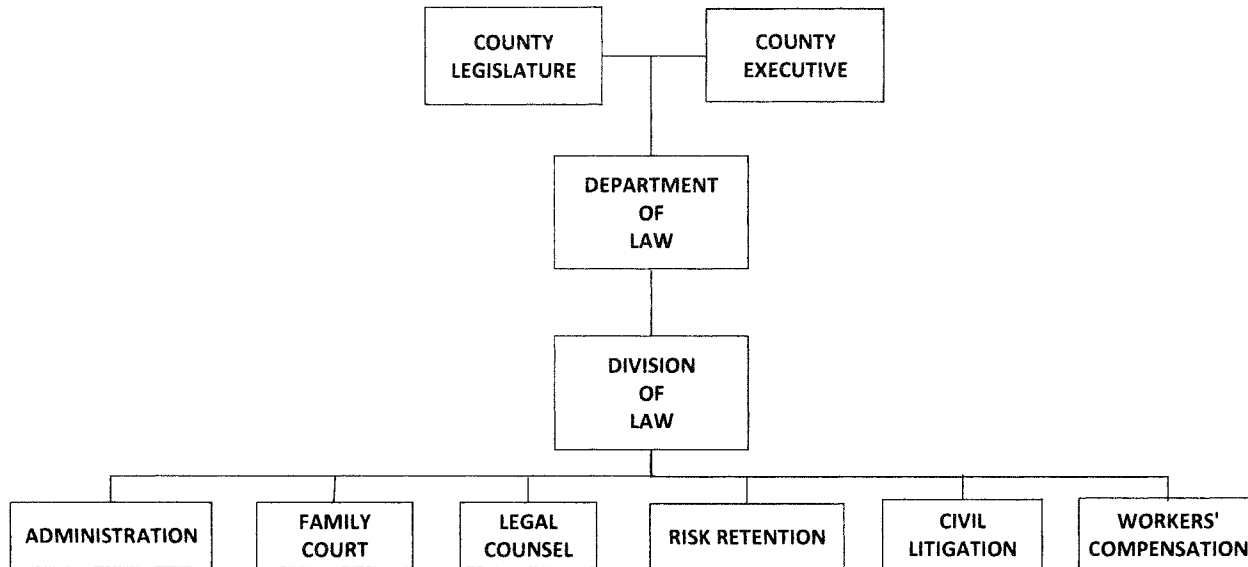 COUNTY
LEGISLATURE
COUNTY
EXECUTIVE
DEPARTMENT
OF
LAW
DIVISION
OF
LAW
ADMINISTRATION
FAMILY
COURT
LEGAL
COUNSEL
RISK RETENTION
CIVIL
LITIGATION
WORKERS'
COMPENSATION